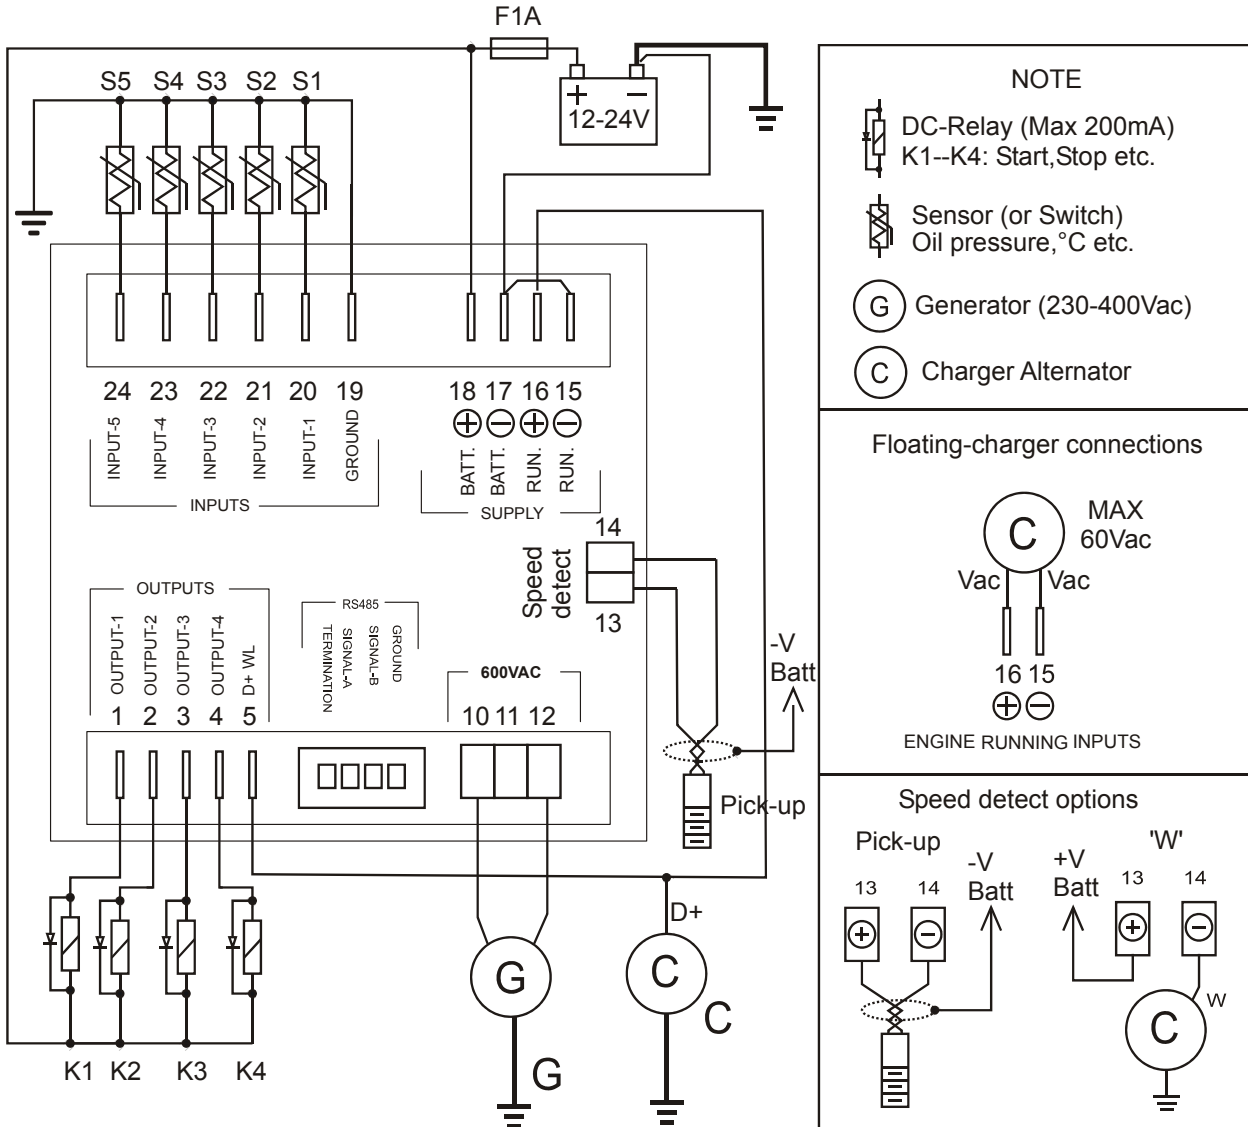 F1A
S5 S4 S3 S2 S1
+ −
12-24V
24 23 22 21 20 19
INPUT-5
INPUT-4
INPUT-3
INPUT-2
INPUT-1
GROUND
INPUTS
18 17 16 15
+ − + −
BATT.
BATT.
RUN.
RUN.
SUPPLY
14
Speed
detect
13
OUTPUTS
OUTPUT-1
OUTPUT-2
OUTPUT-3
OUTPUT-4
D+ WL
1 2 3 4 5
RS485
TERMINATION
SIGNAL-A
SIGNAL-B
GROUND
600VAC
10 11 12
-V
Batt
Pick-up
D+
G
C
C
G
K1 K2 K3 K4
NOTE
DC-Relay (Max 200mA)
K1--K4: Start,Stop etc.
Sensor (or Switch)
Oil pressure,°C etc.
G Generator (230-400Vac)
C Charger Alternator
Floating-charger connections
C
MAX
60Vac
Vac Vac
16 15
+ −
ENGINE RUNNING INPUTS
Speed detect options
Pick-up
13 14
+ −
-V
Batt
'W'
+V
Batt
13 14
+ −
W
C